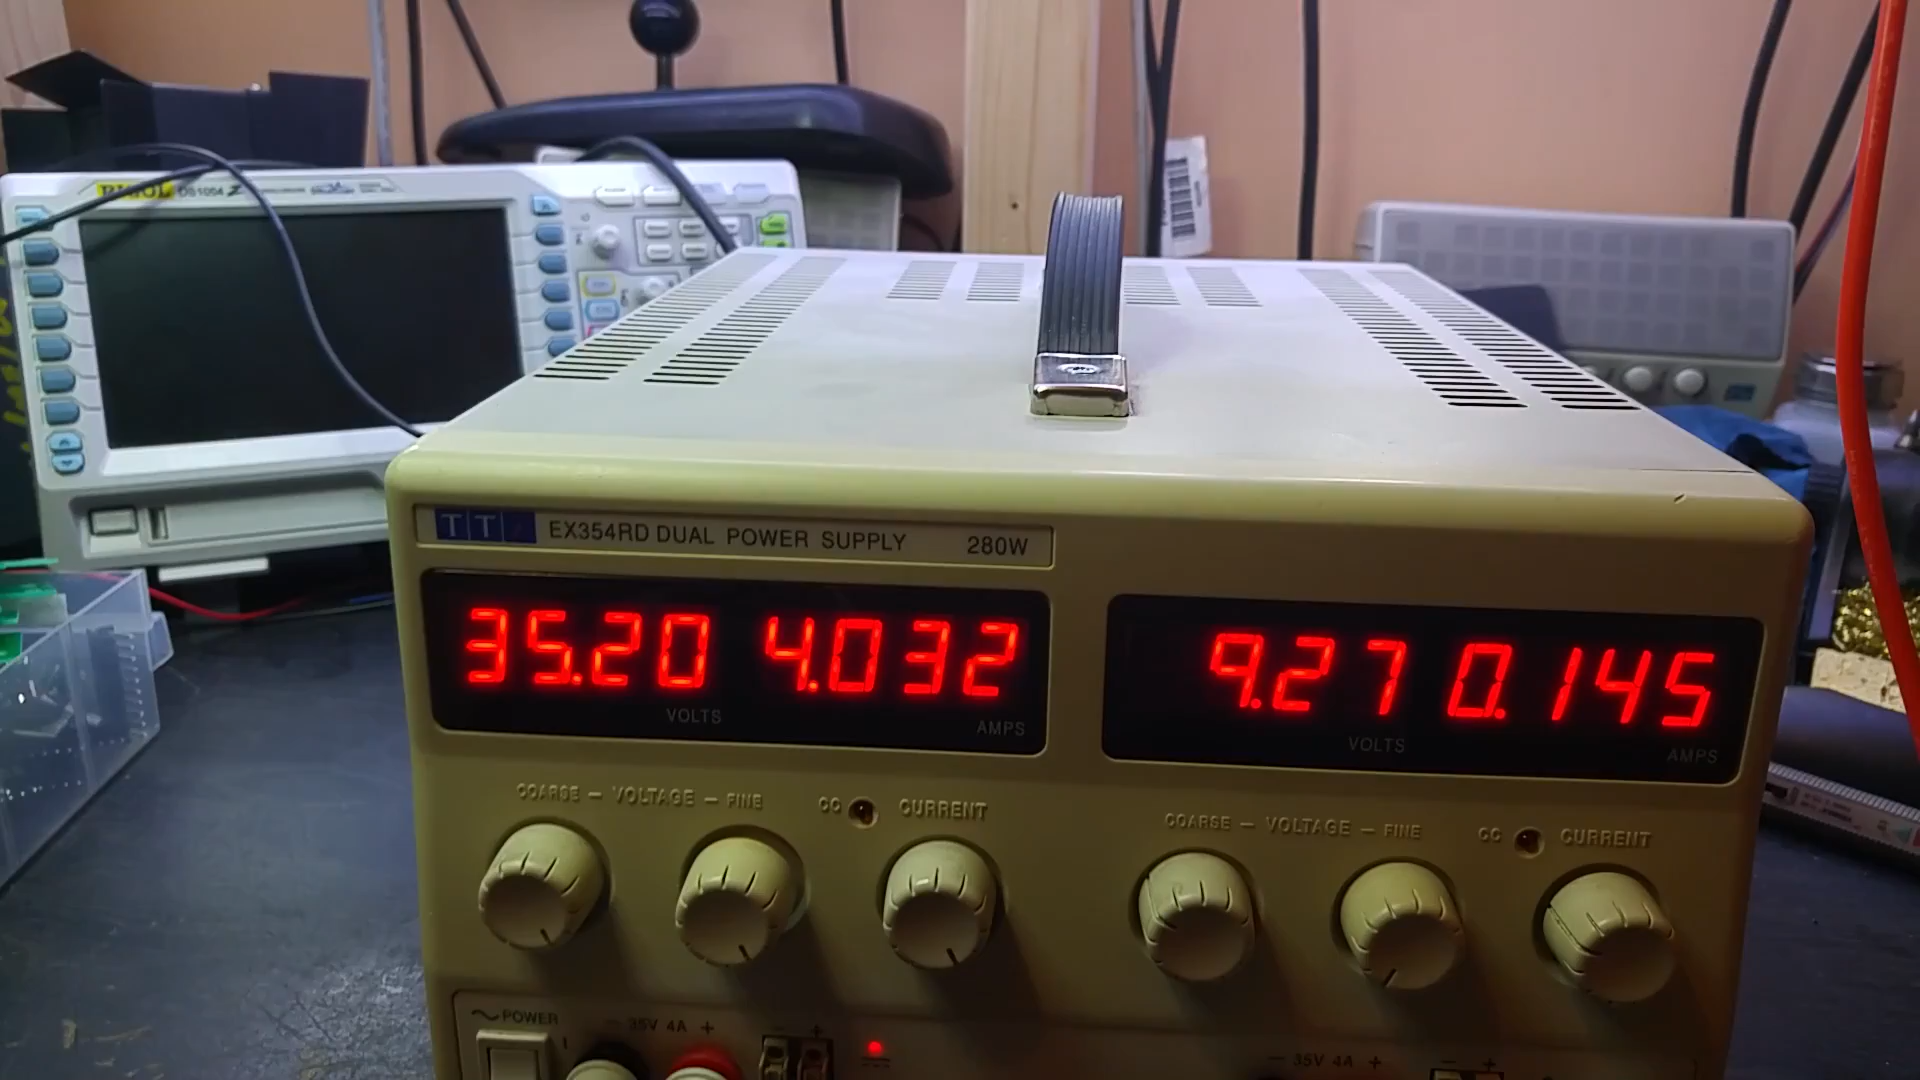 RIGOL DS1004 Z
TTi EX354RD DUAL POWER SUPPLY 280W
35.20 4.032
VOLTS AMPS
9.27 0.145
VOLTS AMPS
COARSE — VOLTAGE — FINE CC CURRENT
COARSE — VOLTAGE — FINE CC CURRENT
~POWER
I
− 35V 4A +
− +
− 35V 4A +
− +